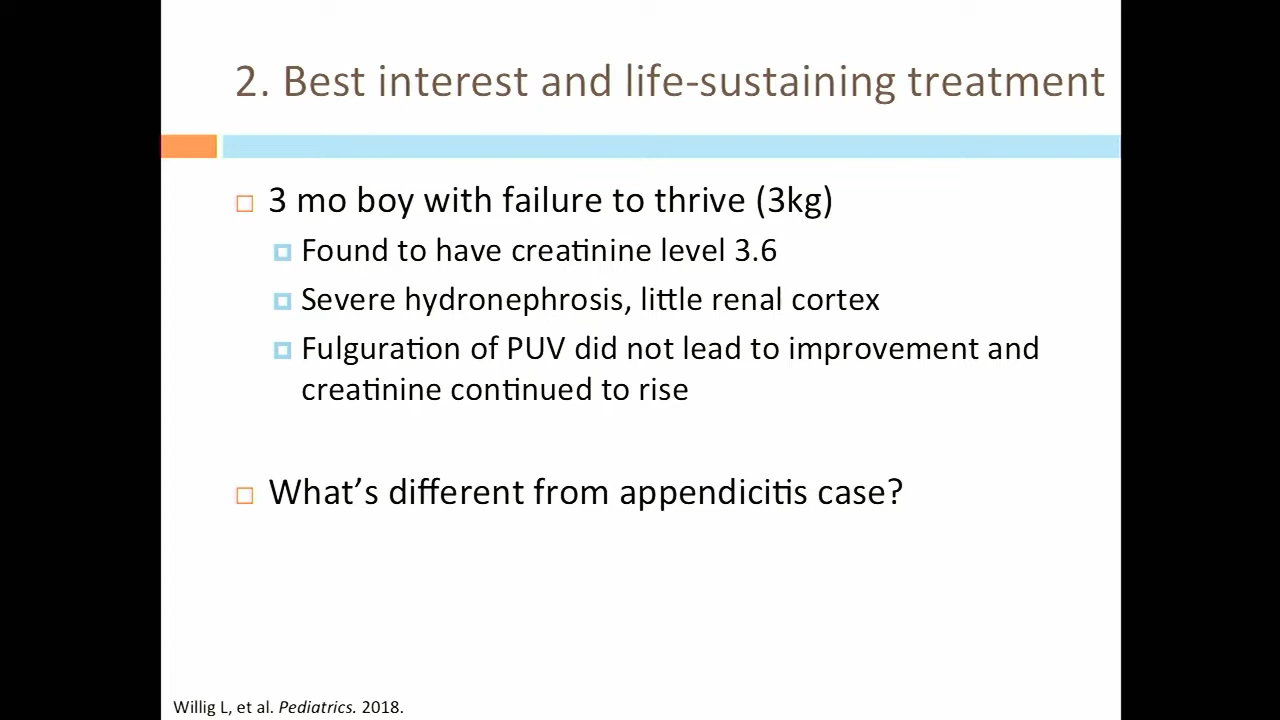 2. Best interest and life-sustaining treatment
3 mo boy with failure to thrive (3kg)
Found to have creatinine level 3.6
Severe hydronephrosis, little renal cortex
Fulguration of PUV did not lead to improvement and
creatinine continued to rise
What’s different from appendicitis case?
Willig L, et al. Pediatrics. 2018.